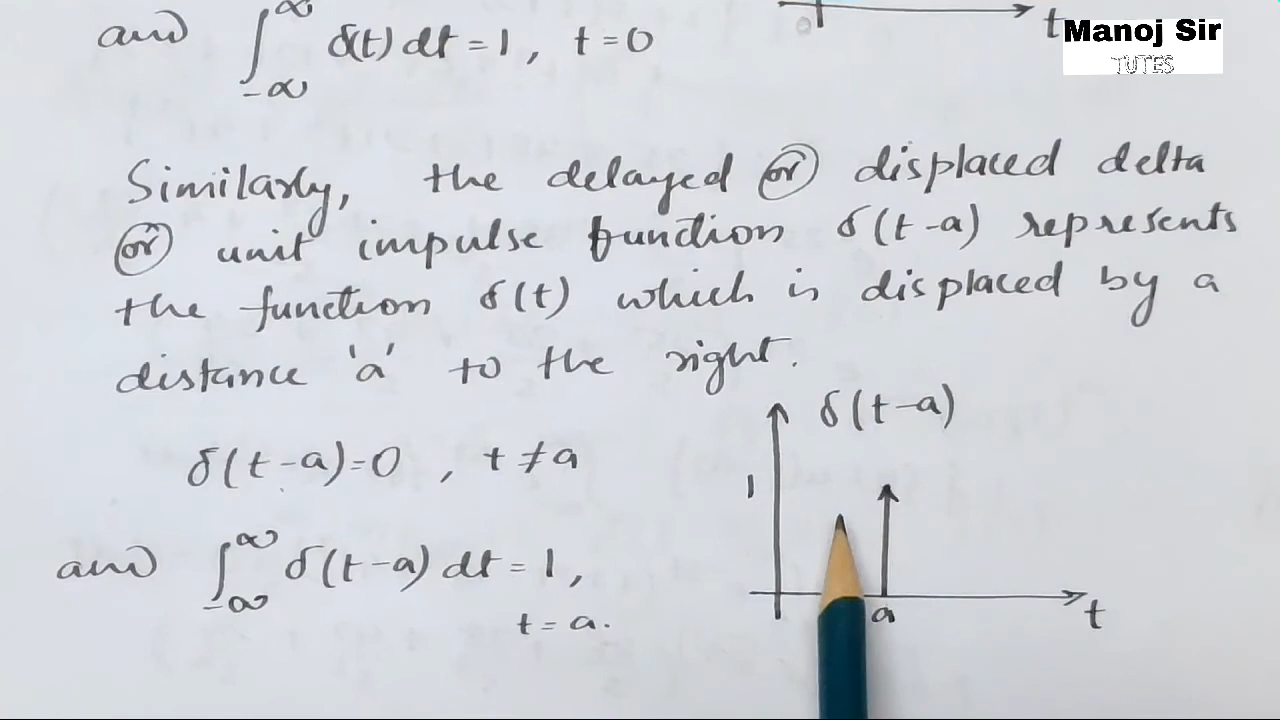 and ∫_{-∞}^{∞} δ(t) dt = 1, t = 0
t
Manoj Sir
TUTES
Similarly, the delayed (or) displaced delta
(or) unit impulse function δ(t-a) represents
the function δ(t) which is displaced by a
distance 'a' to the right.
δ(t-a)
δ(t-a)=0 , t ≠ a
1
and ∫_{-∞}^{∞} δ(t-a) dt = 1,
t = a.
a
t